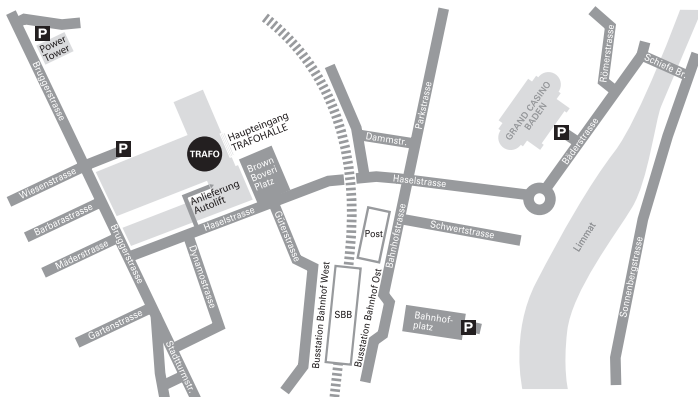 P
Power
Tower
Bruggerstrasse
P
TRAFO
Haupteingang
TRAFOHALLE
Brown
Boveri
Platz
Anlieferung
Autolift
Haselstrasse
Wiesenstrasse
Barbarastrasse
Mäderstrasse
Bruggerstrasse
Gartenstrasse
Stadtturmstr.
Dynamostrasse
Güterstrasse
Busstation Bahnhof West
SBB
Busstation Bahnhof Ost
Post
Bahnhofstrasse
Bahnhof-
platz
P
Schwertstrasse
Haselstrasse
Dammstr.
Parkstrasse
GRAND CASINO
BADEN
P
Baderstrasse
Römerstrasse
Schiefe Br.
Limmat
Sonnenbergstrasse